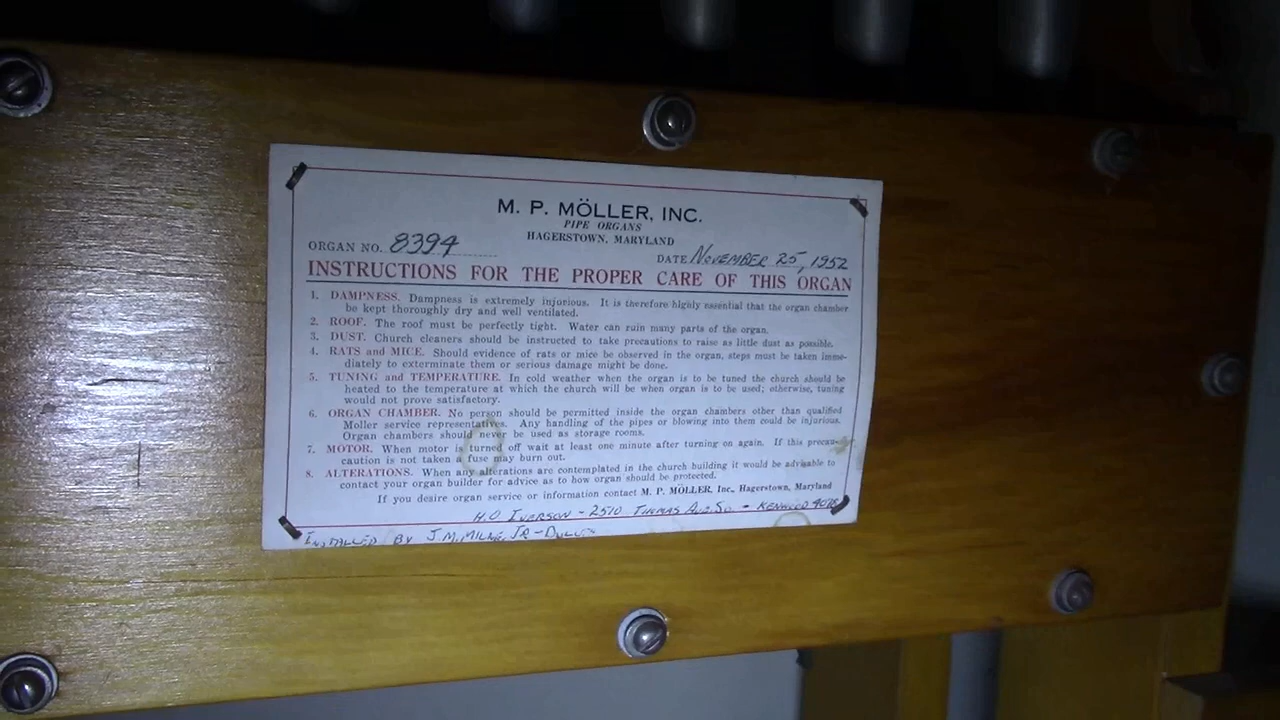 M. P. MÖLLER, INC.
PIPE ORGANS
HAGERSTOWN, MARYLAND
ORGAN NO. 8394 DATE NOVEMBER 25, 1952
INSTRUCTIONS FOR THE PROPER CARE OF THIS ORGAN
1. DAMPNESS. Dampness is extremely injurious. It is therefore highly essential that the organ chamber
be kept thoroughly dry and well ventilated.
2. ROOF. The roof must be perfectly tight. Water can ruin many parts of the organ.
3. DUST. Church cleaners should be instructed to take precautions to raise as little dust as possible.
4. RATS and MICE. Should evidence of rats or mice be observed in the organ, steps must be taken imme-
diately to exterminate them or serious damage might be done.
5. TUNING and TEMPERATURE. In cold weather when the organ is to be tuned the church should be
heated to the temperature at which the church will be when organ is to be used; otherwise, tuning
would not prove satisfactory.
6. ORGAN CHAMBER. No person should be permitted inside the organ chambers other than qualified
Moller service representatives. Any handling of the pipes or blowing into them could be injurious.
Organ chambers should never be used as storage rooms.
7. MOTOR. When motor is turned off wait at least one minute after turning on again. If this precau-
caution is not taken a fuse may burn out.
8. ALTERATIONS. When any alterations are contemplated in the church building it would be advisable to
contact your organ builder for advice as to how organ should be protected.
If you desire organ service or information contact M. P. MÖLLER, Inc., Hagerstown, Maryland
H.O. IVERSON - 2510 THOMAS AVE. SO. - KENWOOD
INSTALLED BY J.M. MILNE, JR -